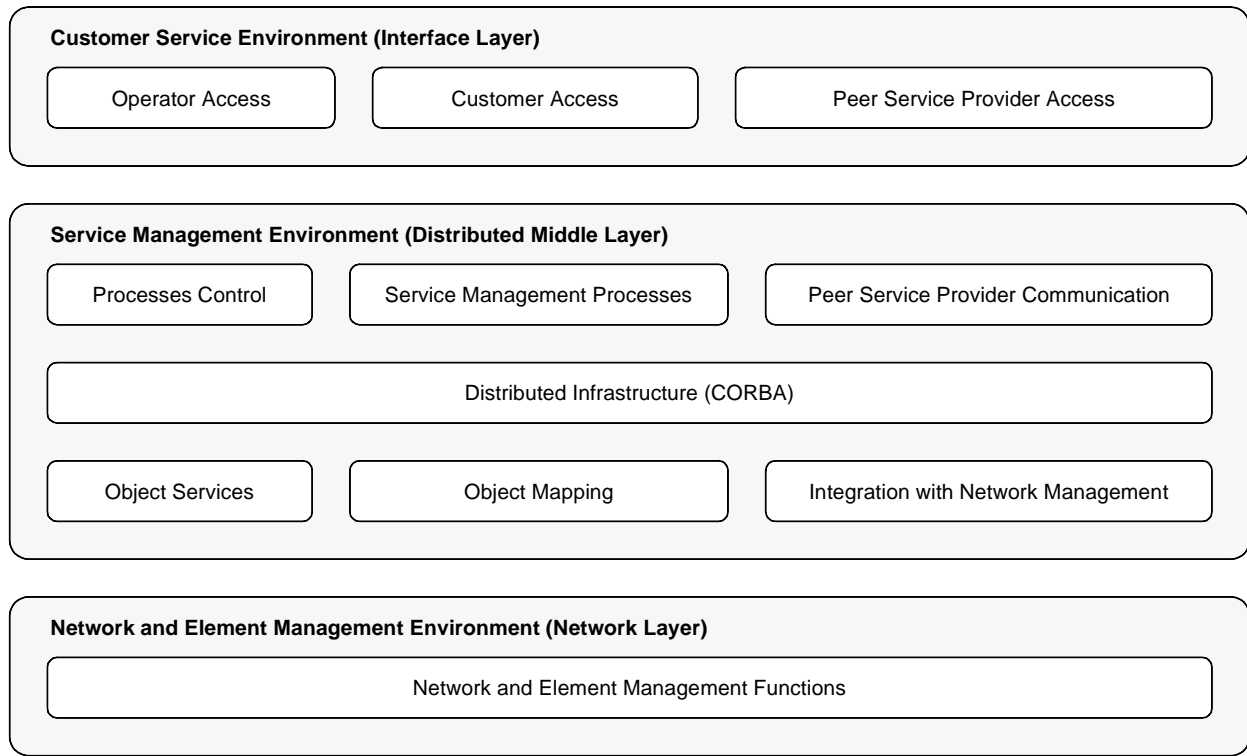 Customer Service Environment (Interface Layer)
Operator Access
Customer Access
Peer Service Provider Access
Service Management Environment (Distributed Middle Layer)
Processes Control
Service Management Processes
Peer Service Provider Communication
Distributed Infrastructure (CORBA)
Object Services
Object Mapping
Integration with Network Management
Network and Element Management Environment (Network Layer)
Network and Element Management Functions